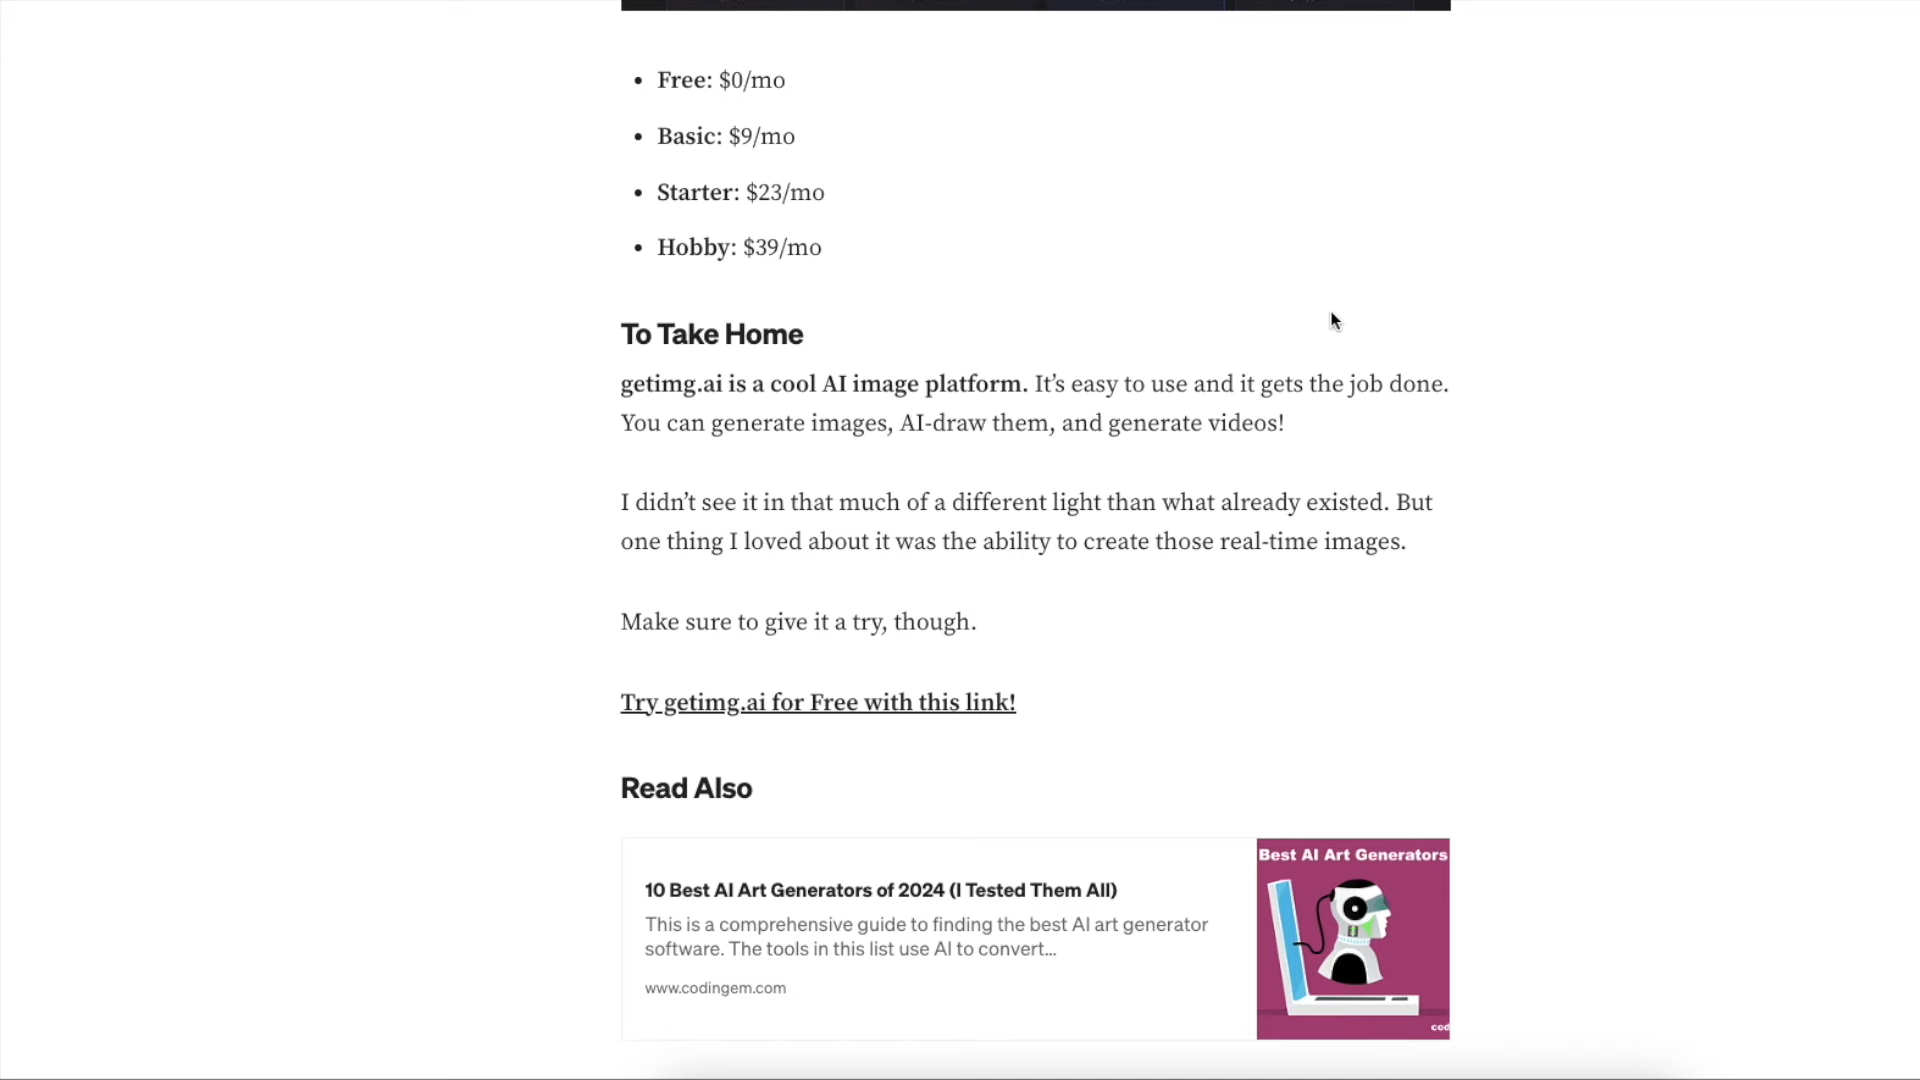 Free: $0/mo
Basic: $9/mo
Starter: $23/mo
Hobby: $39/mo
To Take Home
getimg.ai is a cool AI image platform. It’s easy to use and it gets the job done.
You can generate images, AI-draw them, and generate videos!
I didn’t see it in that much of a different light than what already existed. But
one thing I loved about it was the ability to create those real-time images.
Make sure to give it a try, though.
Try getimg.ai for Free with this link!
Read Also
10 Best AI Art Generators of 2024 (I Tested Them All)
This is a comprehensive guide to finding the best AI art generator
software. The tools in this list use AI to convert…
www.codingem.com
Best AI Art Generators
cod